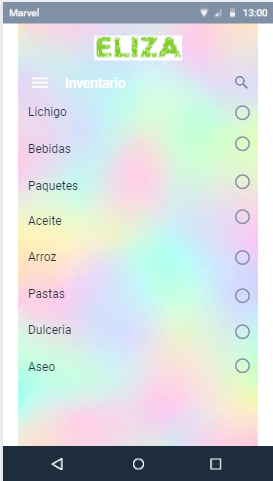 Marvel 13:00
ELIZA
Inventario
Lichigo
Bebidas
Paquetes
Aceite
Arroz
Pastas
Dulceria
Aseo